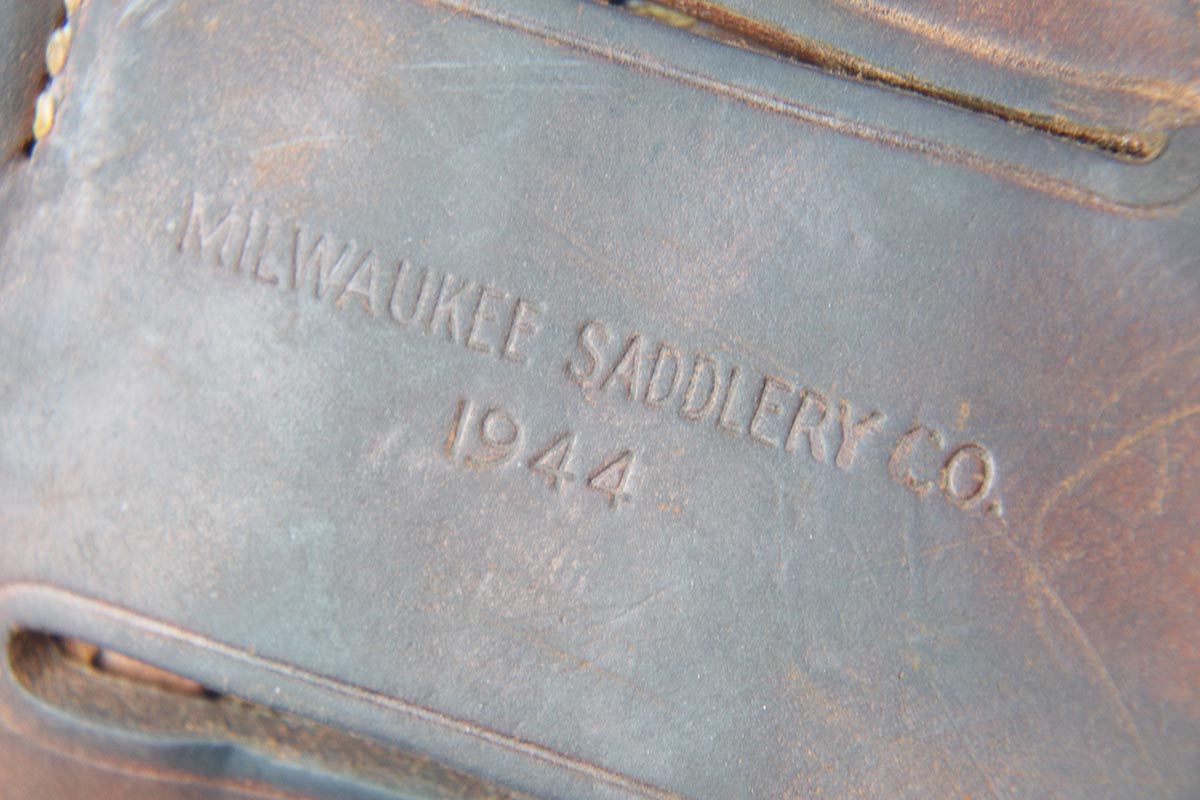 MILWAUKEE SADDLERY CO.
1944